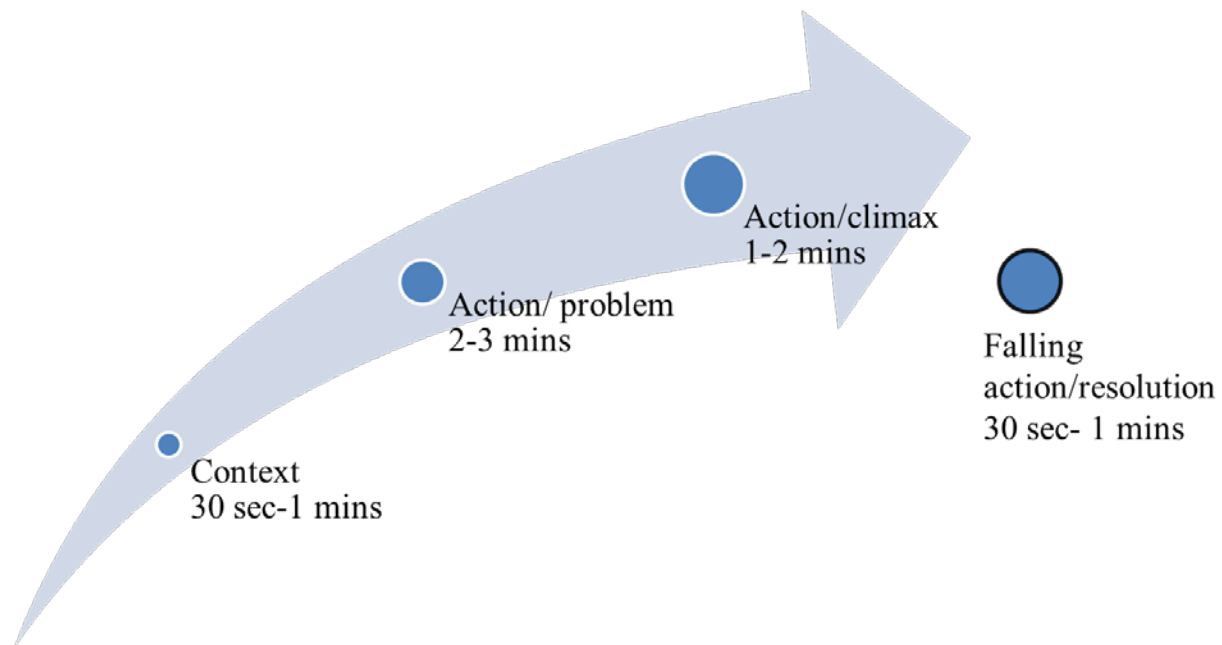 Context
30 sec-1 mins
Action/ problem
2-3 mins
Action/climax
1-2 mins
Falling
action/resolution
30 sec- 1 mins